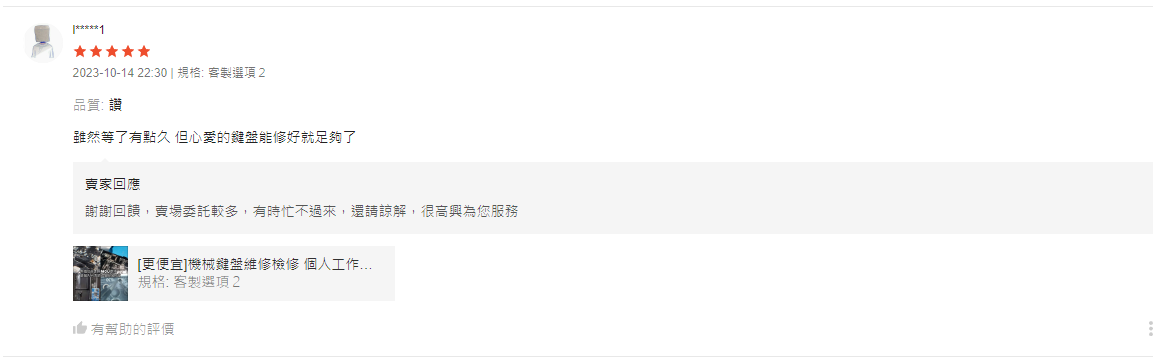 l*****1
2023-10-14 22:30 | 規格: 客製選項 2
品質: 讚
雖然等了有點久 但心愛的鍵盤能修好就足夠了
賣家回應
謝謝回饋，賣場委託較多，有時忙不過來，還請諒解，很高興為您服務
[更便宜]機械鍵盤維修檢修 個人工作...
規格: 客製選項 2
有幫助的評價